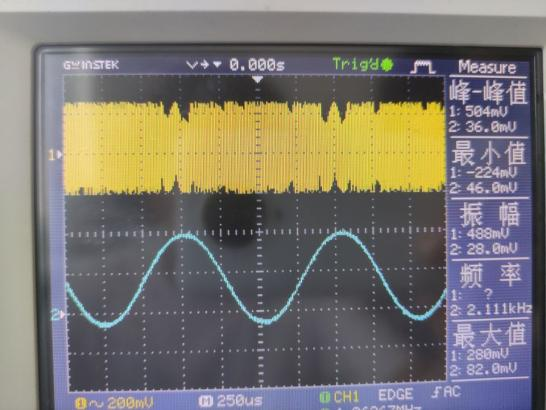 GWINSTEK 0.000s Trig'd Measure
峰-峰值
1: 504mV
2: 36.0mV
最小值
1: -224mV
2: 46.0mV
振 幅
1: 488mV
2: 28.0mV
频 率
1: ?
2: 2.111kHz
最大值
1: 280mV
2: 82.0mV
1
2
1 200mV M 250us CH1 EDGE AC